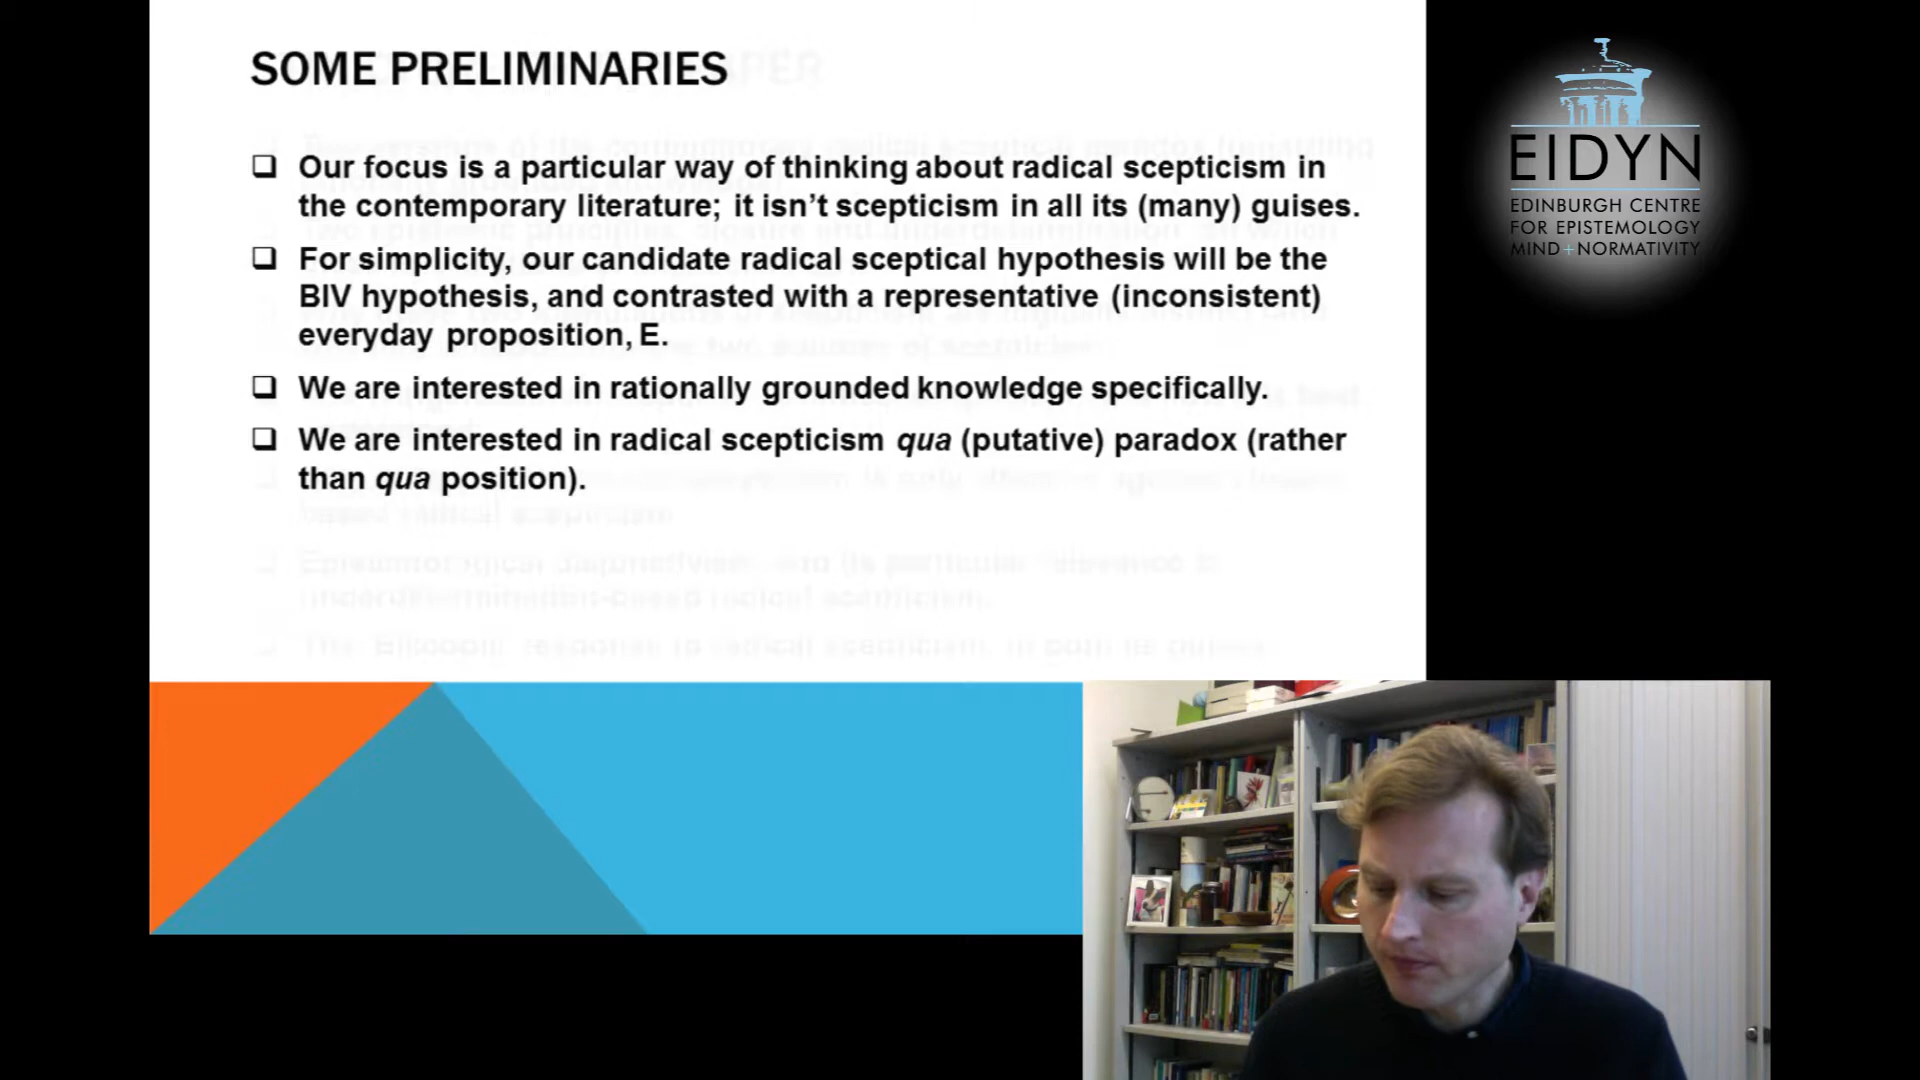 SOME PRELIMINARIES
❑ Our focus is a particular way of thinking about radical scepticism in
the contemporary literature; it isn't scepticism in all its (many) guises.
❑ For simplicity, our candidate radical sceptical hypothesis will be the
BIV hypothesis, and contrasted with a representative (inconsistent)
everyday proposition, E.
❑ We are interested in rationally grounded knowledge specifically.
❑ We are interested in radical scepticism qua (putative) paradox (rather
than qua position).
EIDYN
EDINBURGH CENTRE
FOR EPISTEMOLOGY
MIND+NORMATIVITY